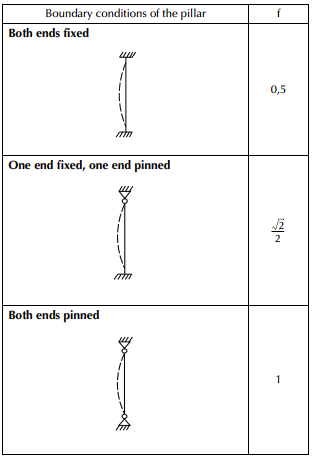 Boundary conditions of the pillar f
Both ends fixed
0,5
One end fixed, one end pinned
√2
2
Both ends pinned
1